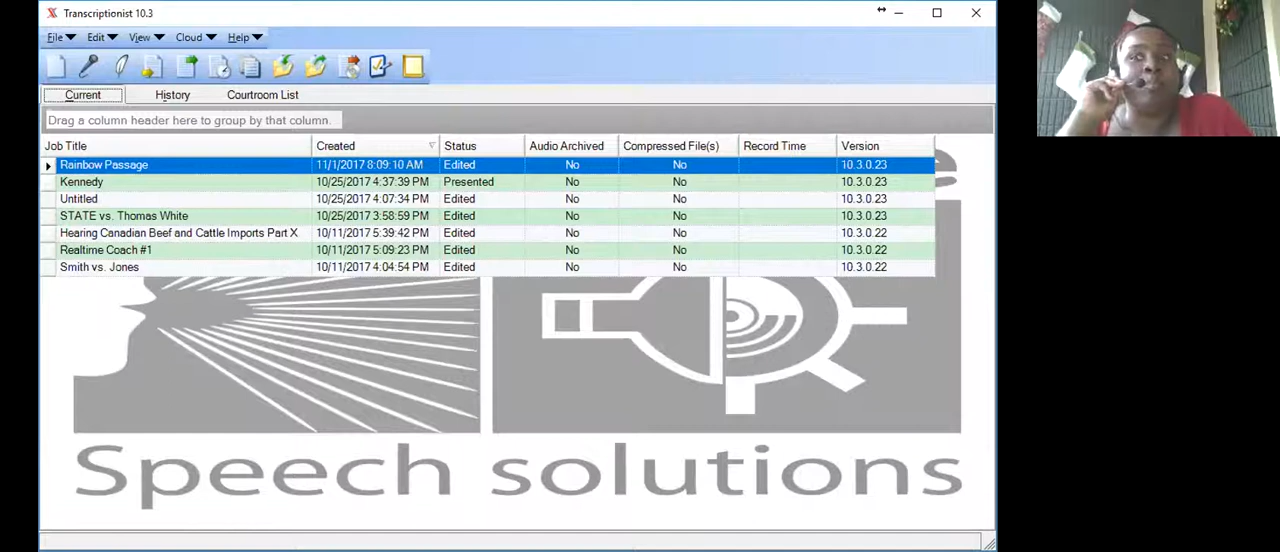 Transcriptionist 10.3
File Edit View Cloud Help
Current History Courtroom List
Drag a column header here to group by that column.
Job Title Created Status Audio Archived Compressed File(s) Record Time Version
Rainbow Passage 11/1/2017 8:09:10 AM Edited No No 10.3.0.23
Kennedy 10/25/2017 4:37:39 PM Presented No No 10.3.0.23
Untitled 10/25/2017 4:07:34 PM Edited No No 10.3.0.23
STATE vs. Thomas White 10/25/2017 3:58:59 PM Edited No No 10.3.0.23
Hearing Canadian Beef and Cattle Imports Part X 10/11/2017 5:39:42 PM Edited No No 10.3.0.22
Realtime Coach #1 10/11/2017 5:09:23 PM Edited No No 10.3.0.22
Smith vs. Jones 10/11/2017 4:04:54 PM Edited No No 10.3.0.22
Speech solutions